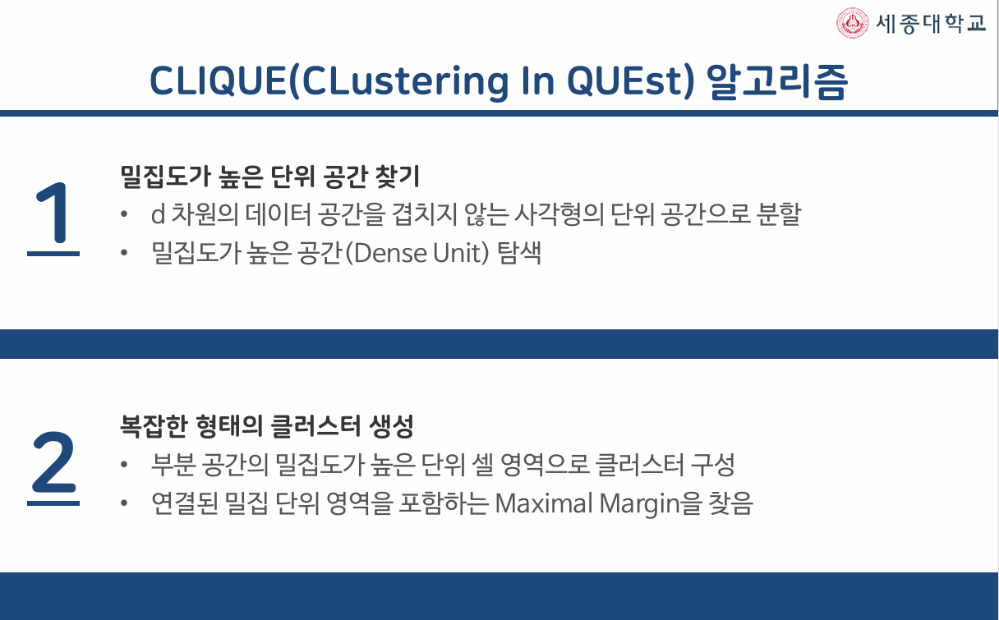 세종대학교
CLIQUE(CLustering In QUEst) 알고리즘
1
밀집도가 높은 단위 공간 찾기
• d 차원의 데이터 공간을 겹치지 않는 사각형의 단위 공간으로 분할
• 밀집도가 높은 공간(Dense Unit) 탐색
2
복잡한 형태의 클러스터 생성
• 부분 공간의 밀집도가 높은 단위 셀 영역으로 클러스터 구성
• 연결된 밀집 단위 영역을 포함하는 Maximal Margin을 찾음